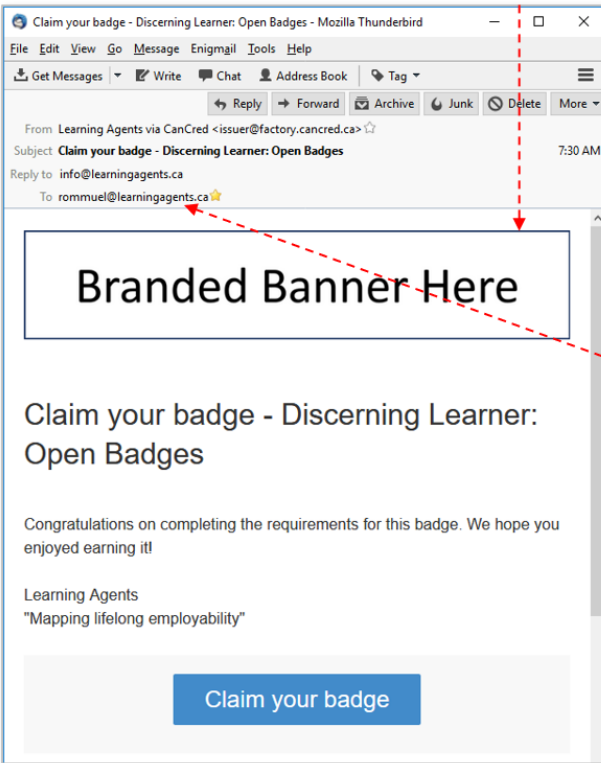 Claim your badge - Discerning Learner: Open Badges - Mozilla Thunderbird
File Edit View Go Message Enigmail Tools Help
Get Messages Write Chat Address Book Tag
Reply Forward Archive Junk Delete More
From Learning Agents via CanCred <issuer@factory.cancred.ca>
Subject Claim your badge - Discerning Learner: Open Badges 7:30 AM
Reply to info@learningagents.ca
To rommuel@learningagents.ca
Branded Banner Here
Claim your badge - Discerning Learner:
Open Badges
Congratulations on completing the requirements for this badge. We hope you
enjoyed earning it!
Learning Agents
"Mapping lifelong employability"
Claim your badge